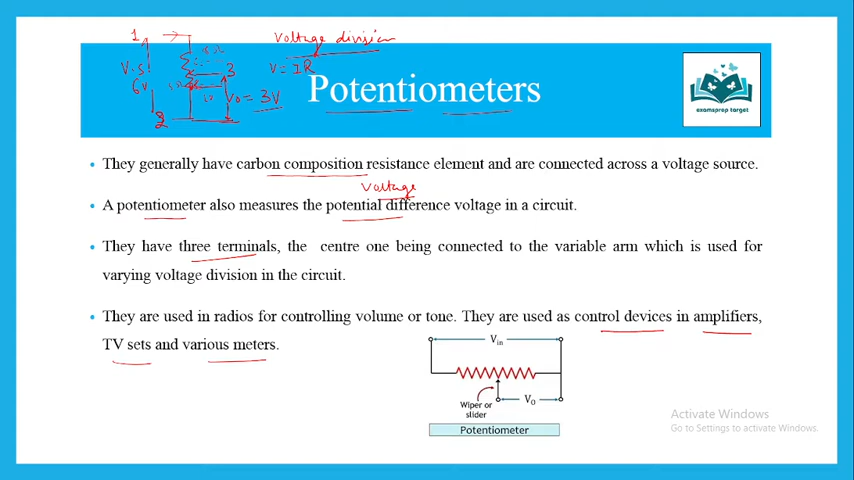 1
Voltage division
3
V = IR
V.S
6V
V₀ = 3V
2
Potentiometers
examsprep target
• They generally have carbon composition resistance element and are connected across a voltage source.
Voltage
• A potentiometer also measures the potential difference voltage in a circuit.
• They have three terminals, the centre one being connected to the variable arm which is used for
varying voltage division in the circuit.
• They are used in radios for controlling volume or tone. They are used as control devices in amplifiers,
TV sets and various meters.
Vin
Wiper or
slider
V₀
Potentiometer
Activate Windows
Go to Settings to activate Windows.